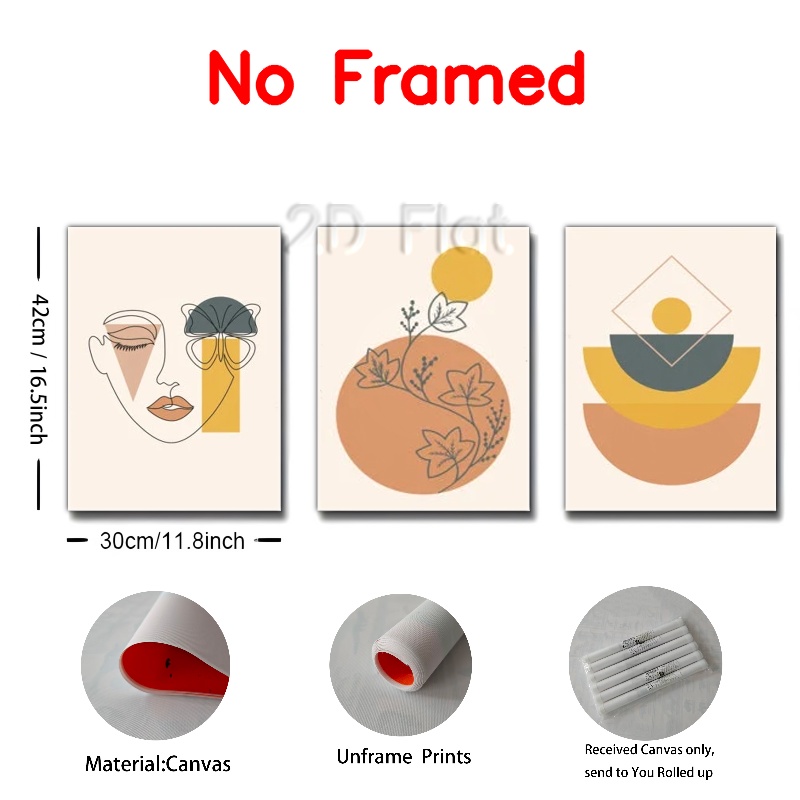 No Framed
2D Flat
42cm / 16.5inch
30cm/11.8inch
Material:Canvas
Unframe Prints
Received Canvas only,
send to You Rolled up